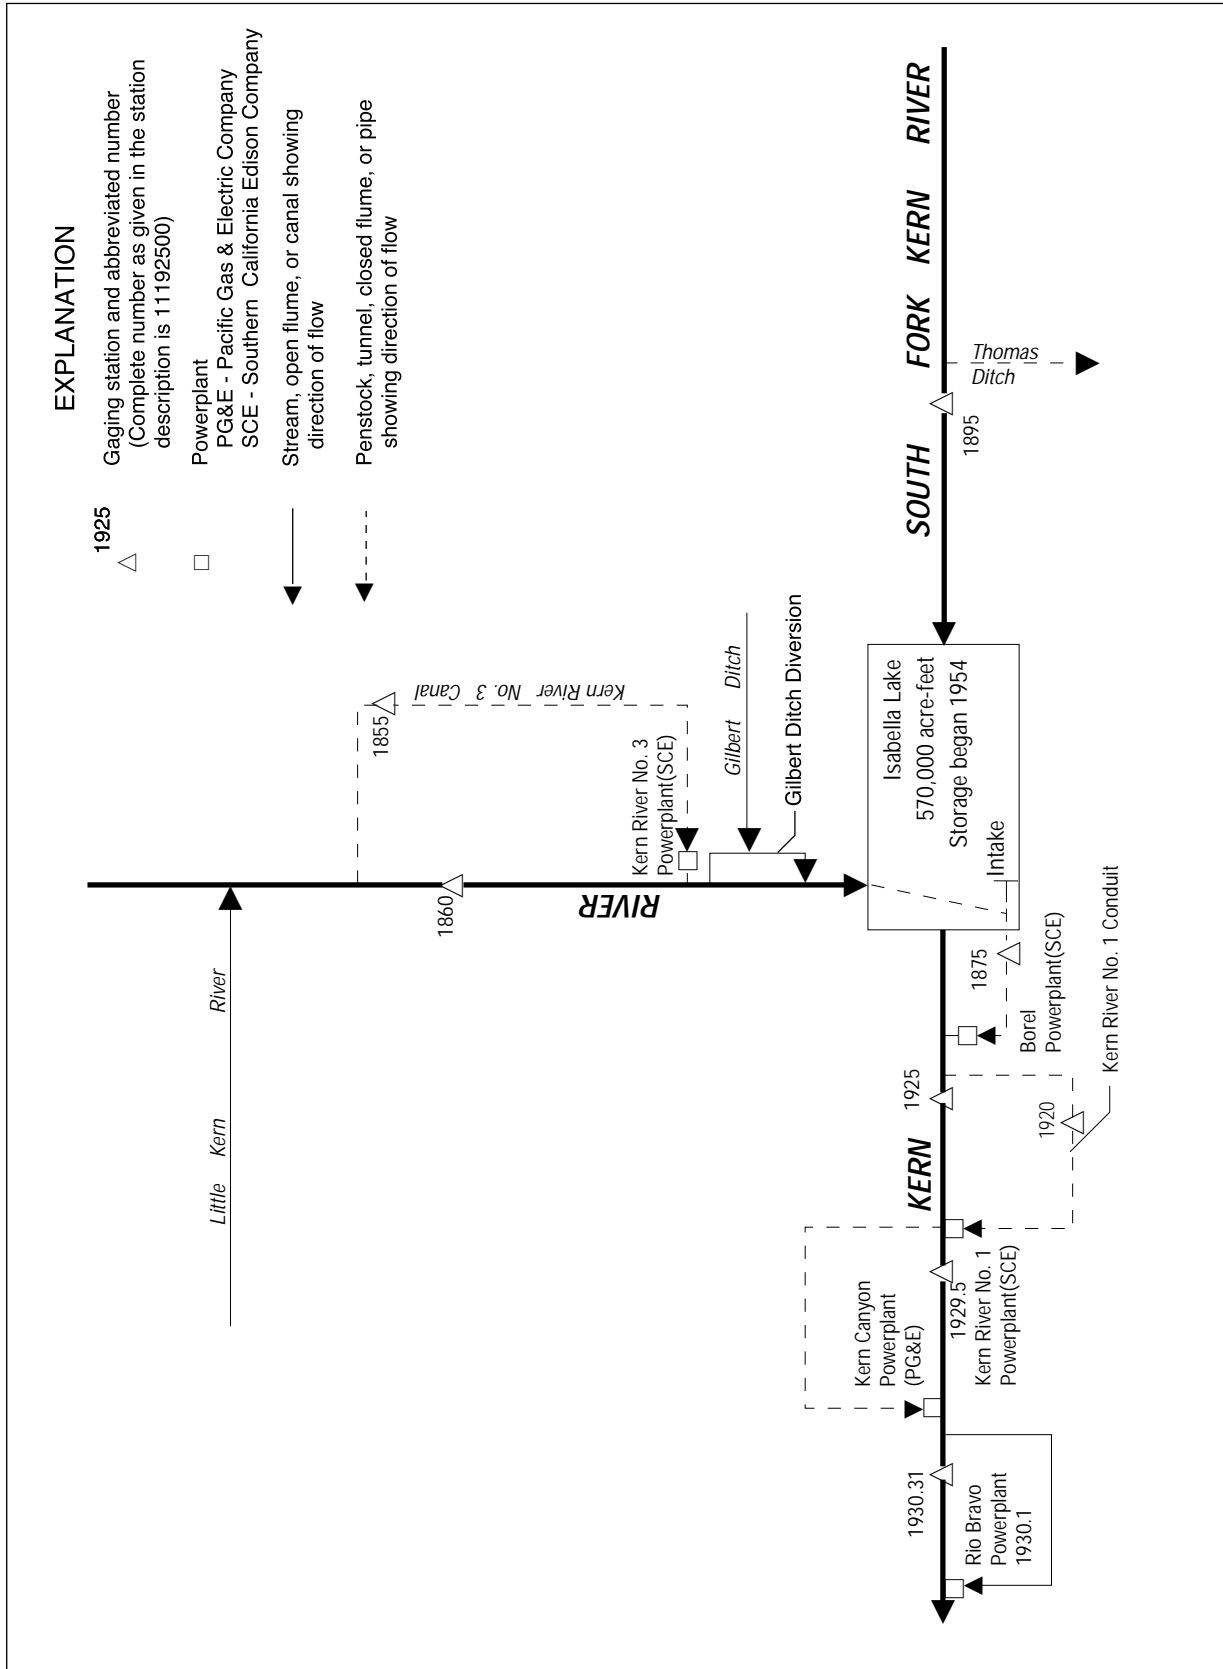 EXPLANATION
1925
Gaging station and abbreviated number
(Complete number as given in the station
description is 11192500)
Powerplant
PG&E - Pacific Gas & Electric Company
SCE - Southern California Edison Company
Stream, open flume, or canal showing
direction of flow
Penstock, tunnel, closed flume, or pipe
showing direction of flow
Little Kern River
1855
Kern River No. 3 Canal
1860
RIVER
Kern River No. 3
Powerplant(SCE)
Gilbert Ditch
Gilbert Ditch Diversion
Isabella Lake
570,000 acre-feet
Storage began 1954
Intake
SOUTH FORK KERN RIVER
1895
Thomas
Ditch
1875
Borel
Powerplant(SCE)
1925
KERN
1920
Kern River No. 1 Conduit
Kern Canyon
Powerplant
(PG&E)
1929.5
Kern River No. 1
Powerplant(SCE)
1930.31
Rio Bravo
Powerplant
1930.1